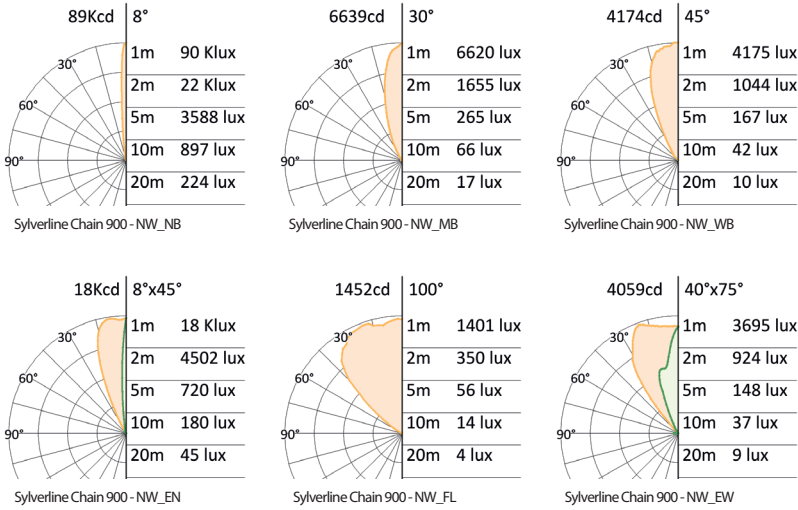 89Kcd 8°
30°
60°
90°
1m 90 Klux
2m 22 Klux
5m 3588 lux
10m 897 lux
20m 224 lux
Sylverline Chain 900 - NW_NB
6639cd 30°
30°
60°
90°
1m 6620 lux
2m 1655 lux
5m 265 lux
10m 66 lux
20m 17 lux
Sylverline Chain 900 - NW_MB
4174cd 45°
30°
60°
90°
1m 4175 lux
2m 1044 lux
5m 167 lux
10m 42 lux
20m 10 lux
Sylverline Chain 900 - NW_WB
18Kcd 8°x45°
30°
60°
90°
1m 18 Klux
2m 4502 lux
5m 720 lux
10m 180 lux
20m 45 lux
Sylverline Chain 900 - NW_EN
1452cd 100°
30°
60°
90°
1m 1401 lux
2m 350 lux
5m 56 lux
10m 14 lux
20m 4 lux
Sylverline Chain 900 - NW_FL
4059cd 40°x75°
30°
60°
90°
1m 3695 lux
2m 924 lux
5m 148 lux
10m 37 lux
20m 9 lux
Sylverline Chain 900 - NW_EW